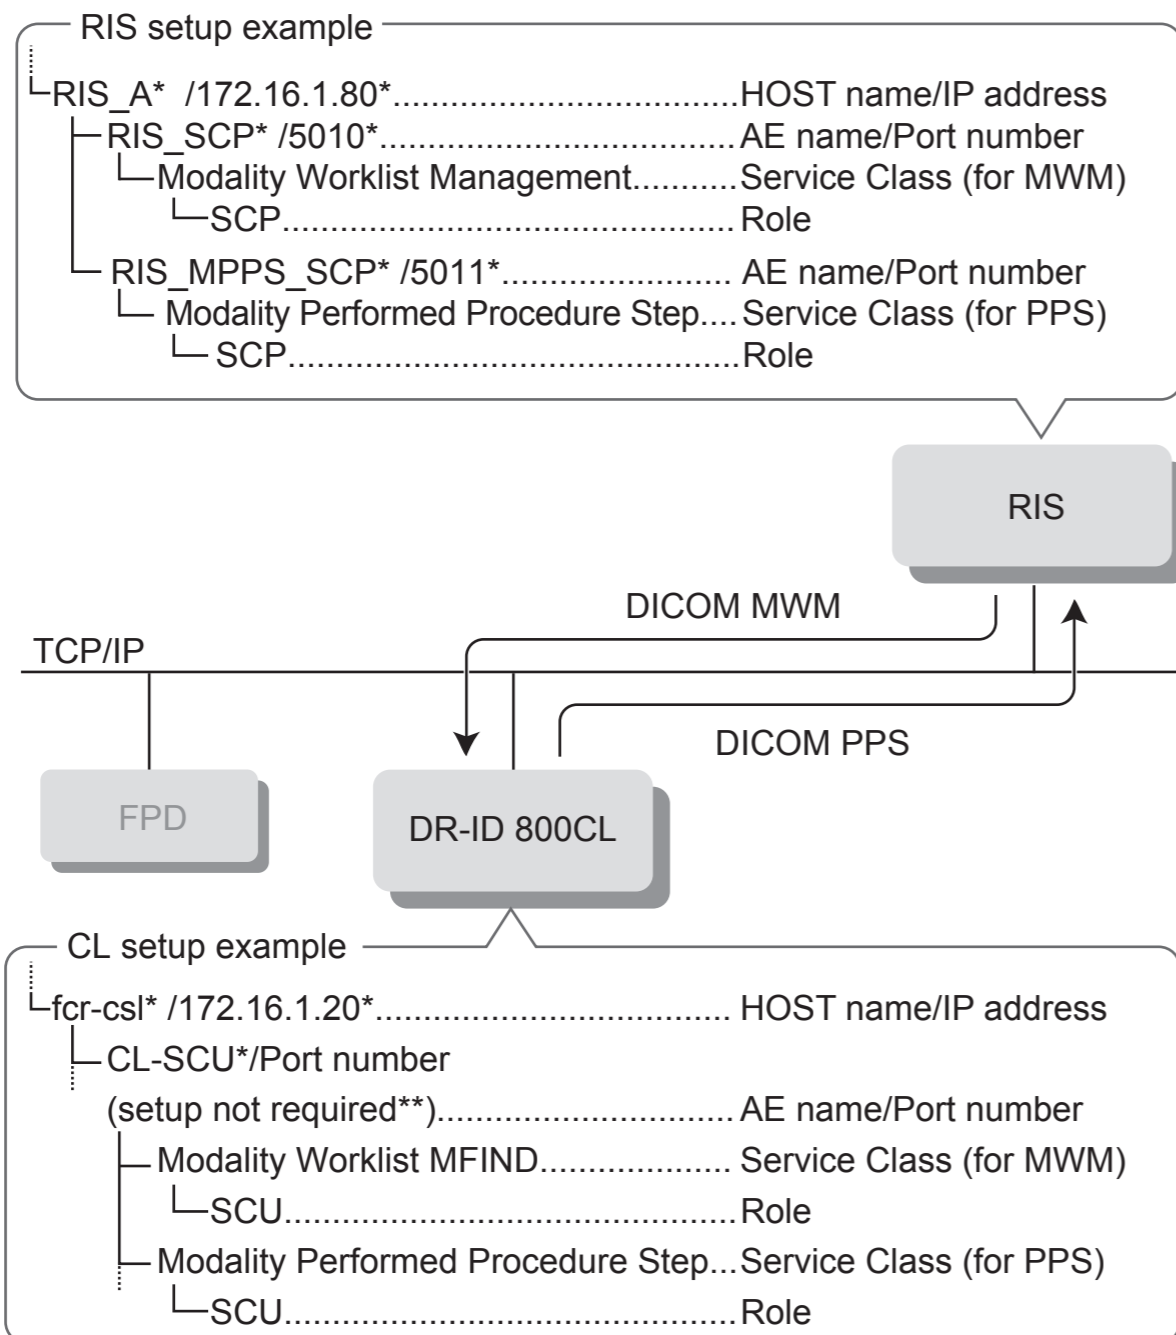 RIS setup example
RIS_A* /172.16.1.80*....................................HOST name/IP address
RIS_SCP* /5010*..................................... AE name/Port number
Modality Worklist Management...........Service Class (for MWM)
SCP............................................... Role
RIS_MPPS_SCP* /5011*........................ AE name/Port number
Modality Performed Procedure Step....Service Class (for PPS)
SCP...............................................Role
RIS
DICOM MWM
TCP/IP
DICOM PPS
FPD
DR-ID 800CL
CL setup example
fcr-csl* /172.16.1.20*..................................... HOST name/IP address
CL-SCU*/Port number
(setup not required**)............................... AE name/Port number
Modality Worklist MFIND.................... Service Class (for MWM)
SCU...............................................Role
Modality Performed Procedure Step...Service Class (for PPS)
SCU...............................................Role